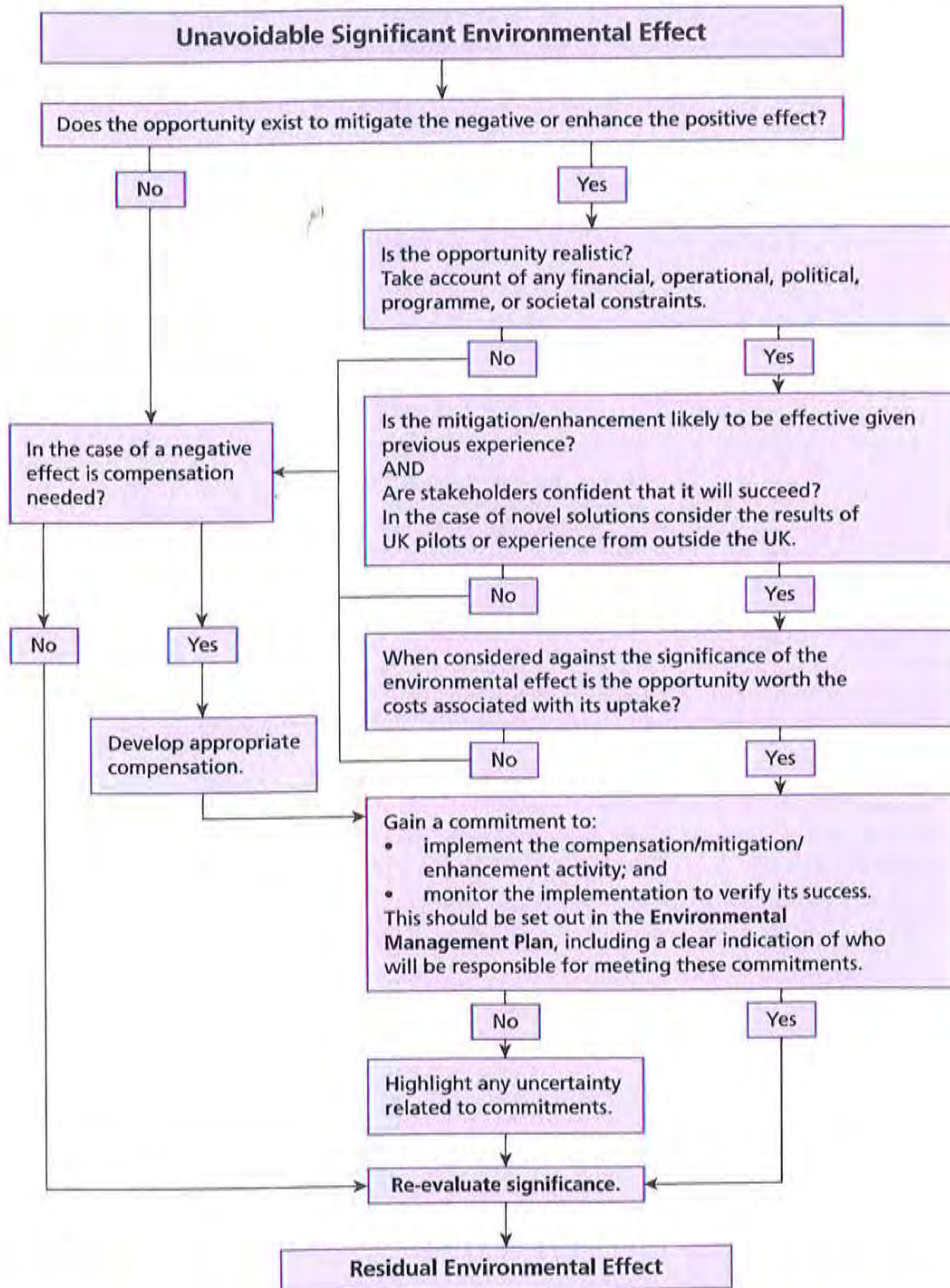 Unavoidable Significant Environmental Effect
Does the opportunity exist to mitigate the negative or enhance the positive effect?
No
Yes
Is the opportunity realistic?
Take account of any financial, operational, political,
programme, or societal constraints.
No
Yes
In the case of a negative
effect is compensation
needed?
Is the mitigation/enhancement likely to be effective given
previous experience?
AND
Are stakeholders confident that it will succeed?
In the case of novel solutions consider the results of
UK pilots or experience from outside the UK.
No
Yes
No
Yes
When considered against the significance of the
environmental effect is the opportunity worth the
costs associated with its uptake?
No
Yes
Develop appropriate
compensation.
Gain a commitment to:
• implement the compensation/mitigation/
enhancement activity; and
• monitor the implementation to verify its success.
This should be set out in the Environmental
Management Plan, including a clear indication of who
will be responsible for meeting these commitments.
No
Yes
Highlight any uncertainty
related to commitments.
Re-evaluate significance.
Residual Environmental Effect